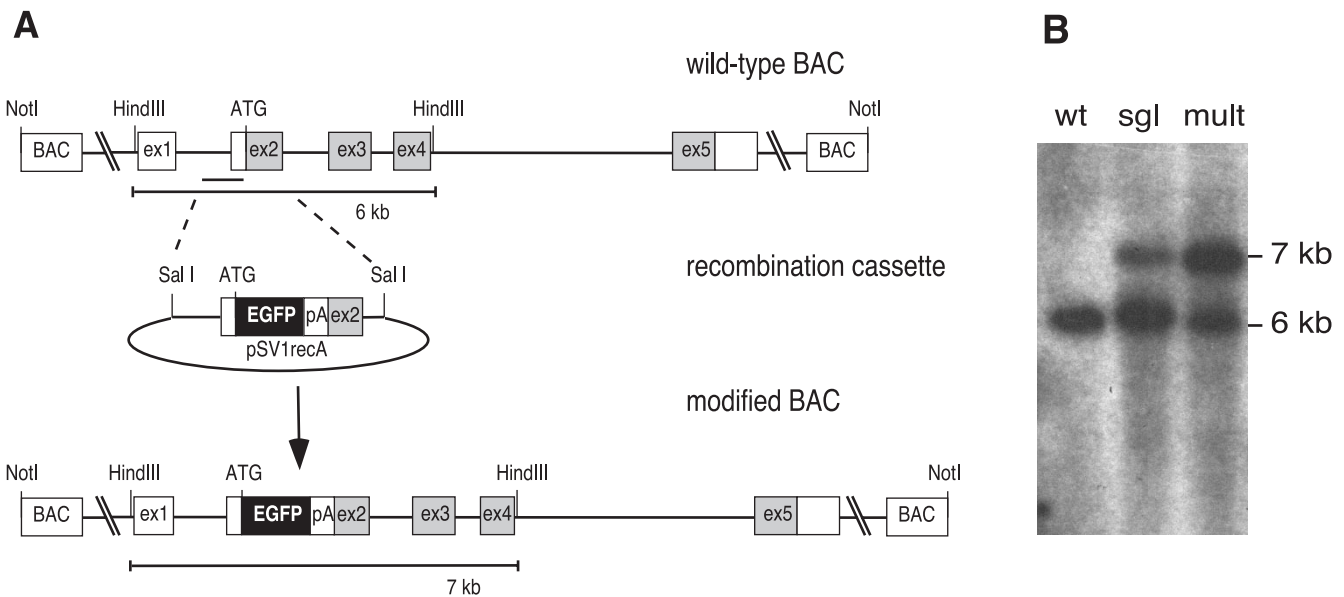 A
wild-type BAC
NotI HindIII ATG HindIII NotI
BAC ex1 ex2 ex3 ex4 ex5 BAC
6 kb
recombination cassette
Sal I ATG Sal I
EGFP pA ex2
pSV1recA
modified BAC
NotI HindIII ATG HindIII NotI
BAC ex1 EGFP pA ex2 ex3 ex4 ex5 BAC
7 kb
B
wt sgl mult
7 kb
6 kb